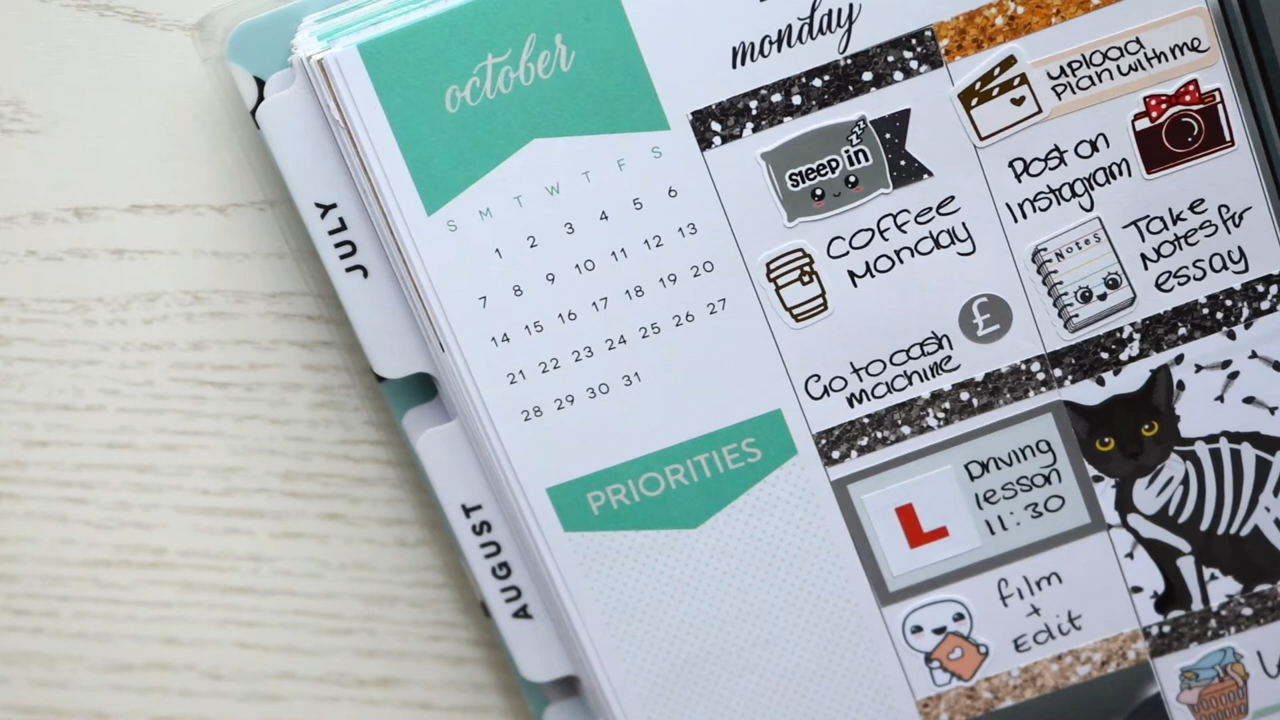 october
S M T W T F S
1 2 3 4 5 6
7 8 9 10 11 12 13
14 15 16 17 18 19 20
21 22 23 24 25 26 27
28 29 30 31
PRIORITIES
JULY
AUGUST
monday
sleep in
zzz
COFFEE
MONDAY
£
Go to cash
machine
L
Driving
lesson
11:30
film
+
Edit
upload
plan with me
Post on
Instagram
Notes
Take
Notes for
essay